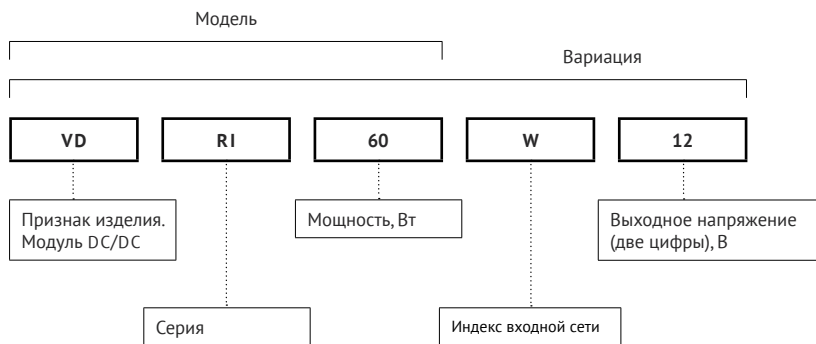 Модель
Вариация
VD RI 60 W 12
Признак изделия.
Модуль DC/DC
Мощность, Вт
Выходное напряжение
(две цифры), В
Серия
Индекс входной сети